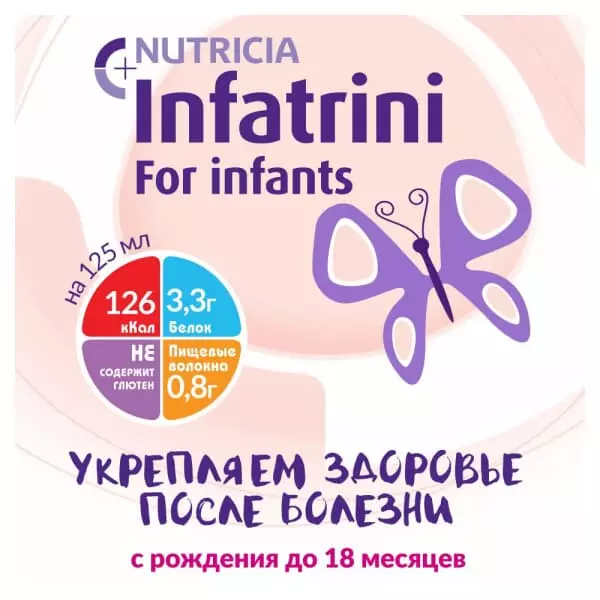 NUTRICIA
Infatrini
For infants
на 125 мл
126
кКал
3,3г
Белок
НЕ
СОДЕРЖИТ
ГЛЮТЕН
Пищевые
волокна
0,8г
УКРЕПЛЯЕМ ЗДОРОВЬЕ
ПОСЛЕ БОЛЕЗНИ
с рождения до 18 месяцев